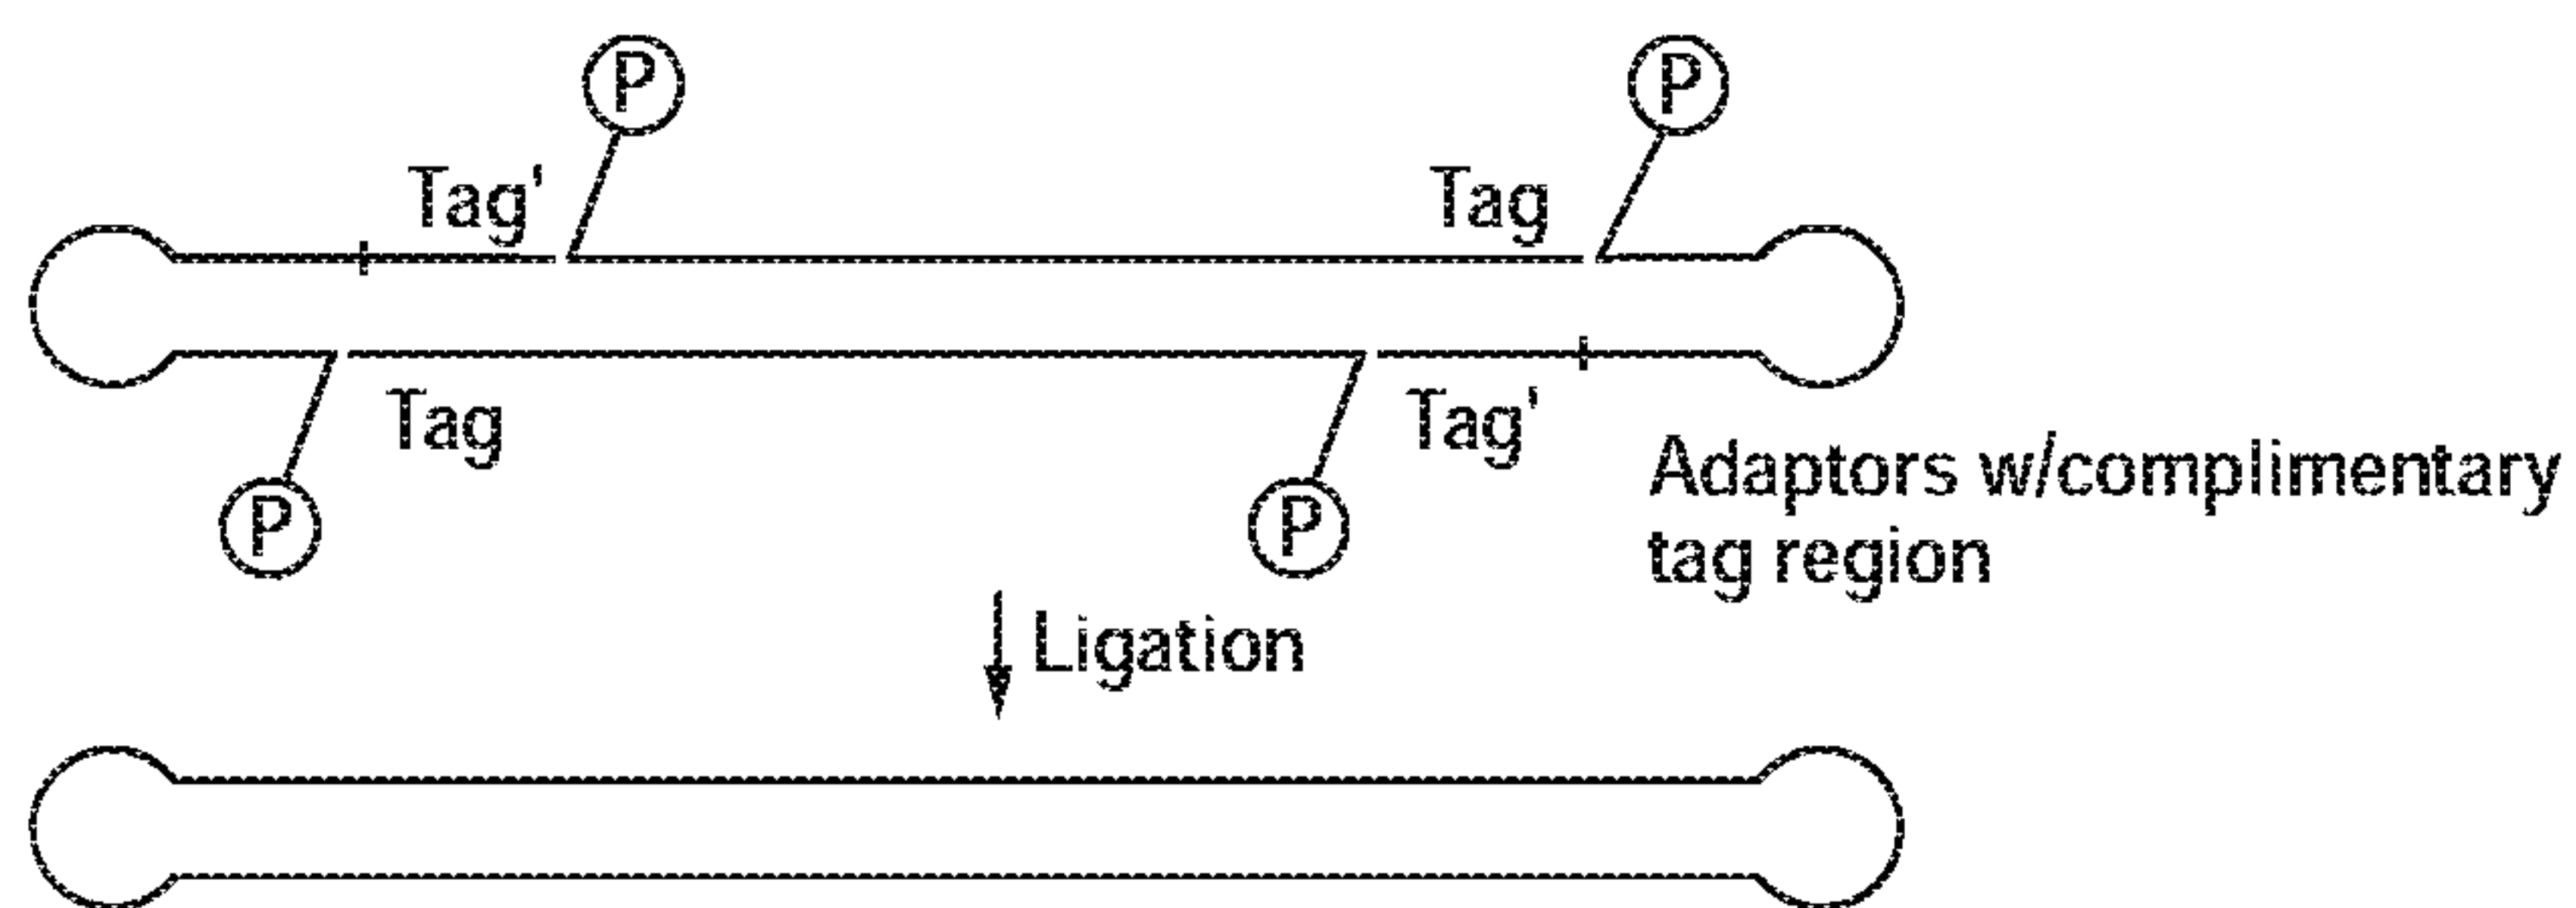 P P
Tag' Tag
Tag Tag'
Adaptors w/complimentary
tag region
P P
Ligation